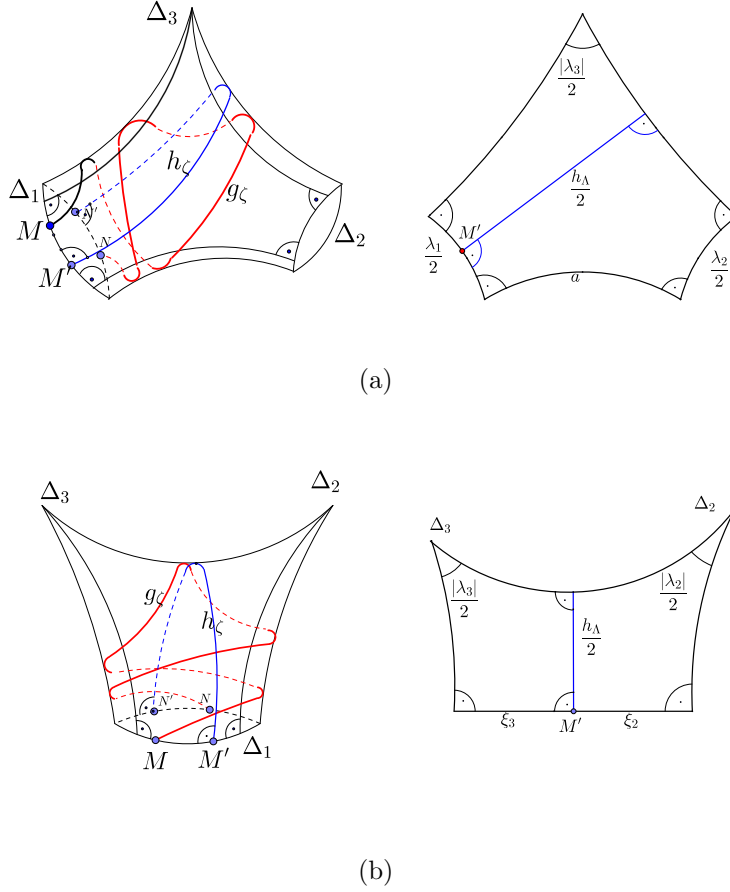 Δ₃
|λ₃|/2
h_ζ
g_ζ
Δ₁
N'
M
N
M'
Δ₂
h_Λ/2
M'
λ₁/2
λ₂/2
a
(a)
Δ₃
Δ₂
g_ζ
h_ζ
N'
N
M
M'
Δ₁
Δ₃
Δ₂
|λ₃|/2
|λ₂|/2
h_Λ/2
ξ₃
M'
ξ₂
(b)